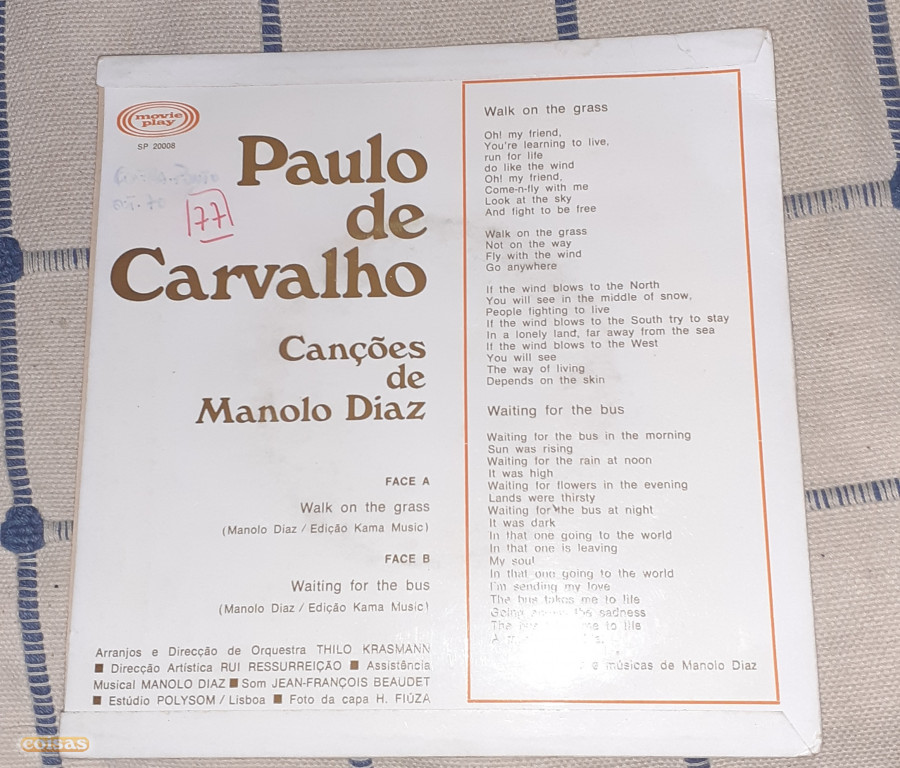 movie
play
SP 20008
77
Paulo
de
Carvalho
Canções
de
Manolo Diaz
FACE A
Walk on the grass
(Manolo Diaz / Edição Kama Music)
FACE B
Waiting for the bus
(Manolo Diaz / Edição Kama Music)
Arranjos e Direcção de Orquestra THILO KRASMANN
■ Direcção Artística RUI RESSURREIÇÃO ■ Assistência
Musical MANOLO DIAZ ■ Som JEAN-FRANÇOIS BEAUDET
■ Estúdio POLYSOM / Lisboa ■ Foto da capa H. FIÚZA
Walk on the grass
Oh! my friend,
You're learning to live,
run for life
do like the wind
Oh! my friend,
Come-n-fly with me
Look at the sky
And fight to be free
Walk on the grass
Not on the way
Fly with the wind
Go anywhere
If the wind blows to the North
You will see in the middle of snow,
People fighting to live
If the wind blows to the South try to stay
In a lonely land, far away from the sea
If the wind blows to the West
You will see
The way of living
Depends on the skin
Waiting for the bus
Waiting for the bus in the morning
Sun was rising
Waiting for the rain at noon
It was high
Waiting for flowers in the evening
Lands were thirsty
Waiting for the bus at night
It was dark
In that one going to the world
In that one is leaving
My soul
In that one going to the world
I'm sending my love
The bus takes me to life
Going the sadness
The me to life
e músicas de Manolo Diaz
coisas